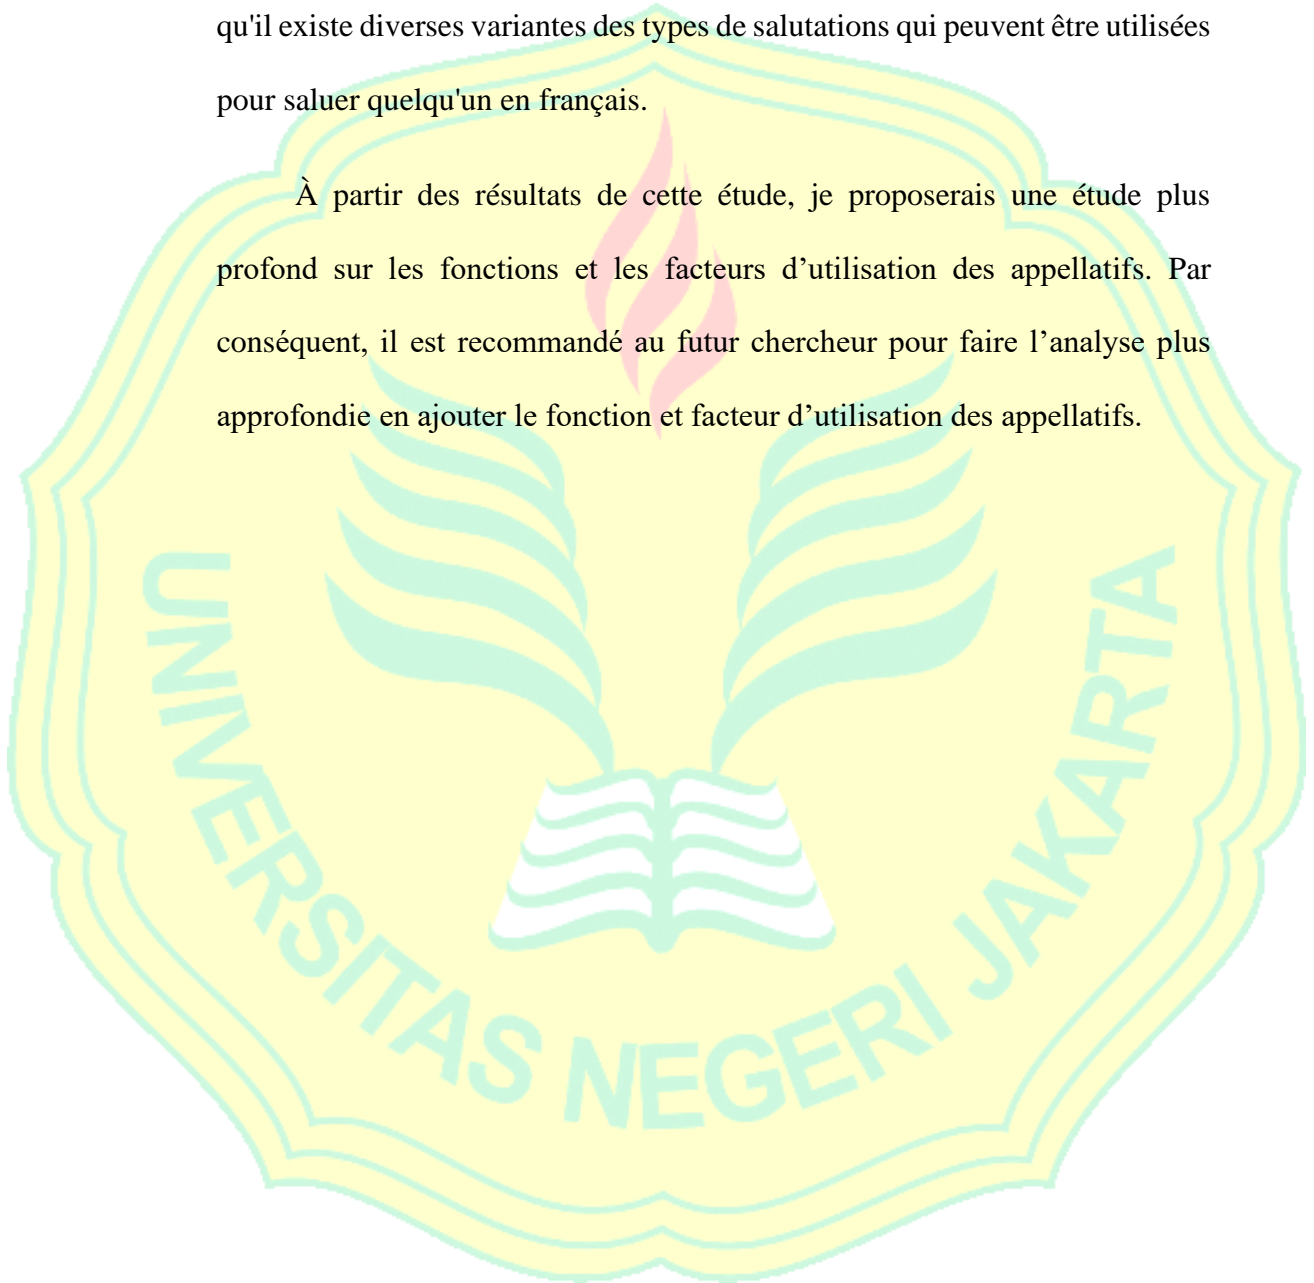 qu'il existe diverses variantes des types de salutations qui peuvent être utilisées
pour saluer quelqu'un en français.
À partir des résultats de cette étude, je proposerais une étude plus
profond sur les fonctions et les facteurs d’utilisation des appellatifs. Par
conséquent, il est recommandé au futur chercheur pour faire l’analyse plus
approfondie en ajouter le fonction et facteur d’utilisation des appellatifs.
UNIVERSITAS NEGERI JAKARTA